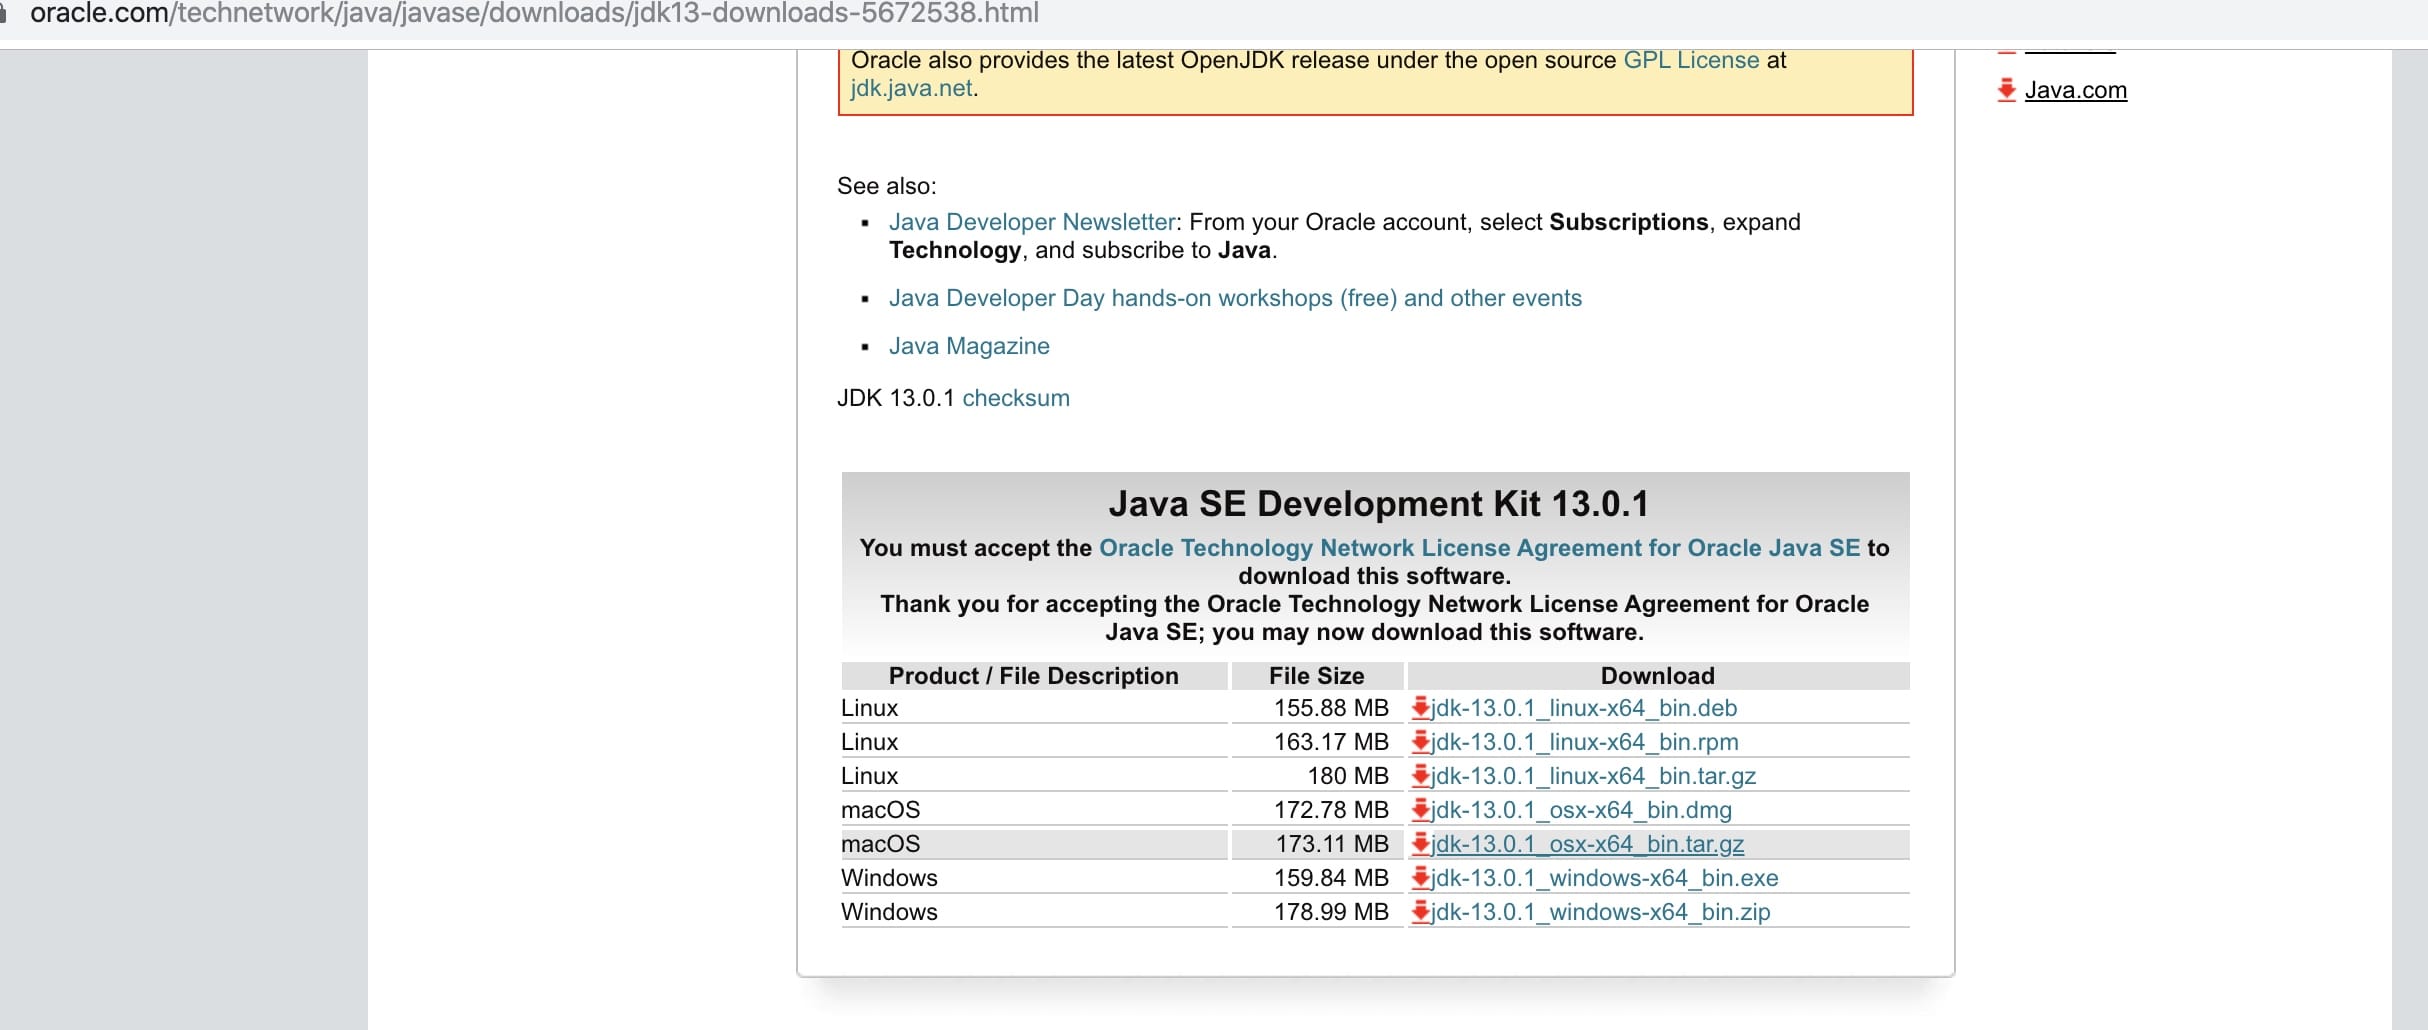 oracle.com/technetwork/java/javase/downloads/jdk13-downloads-5672538.html
Oracle also provides the latest OpenJDK release under the open source GPL License at
jdk.java.net.
Java.com
See also:
▪ Java Developer Newsletter: From your Oracle account, select Subscriptions, expand
Technology, and subscribe to Java.
▪ Java Developer Day hands-on workshops (free) and other events
▪ Java Magazine
JDK 13.0.1 checksum
Java SE Development Kit 13.0.1
You must accept the Oracle Technology Network License Agreement for Oracle Java SE to
download this software.
Thank you for accepting the Oracle Technology Network License Agreement for Oracle
Java SE; you may now download this software.
Product / File Description File Size Download
Linux 155.88 MB jdk-13.0.1_linux-x64_bin.deb
Linux 163.17 MB jdk-13.0.1_linux-x64_bin.rpm
Linux 180 MB jdk-13.0.1_linux-x64_bin.tar.gz
macOS 172.78 MB jdk-13.0.1_osx-x64_bin.dmg
macOS 173.11 MB jdk-13.0.1_osx-x64_bin.tar.gz
Windows 159.84 MB jdk-13.0.1_windows-x64_bin.exe
Windows 178.99 MB jdk-13.0.1_windows-x64_bin.zip